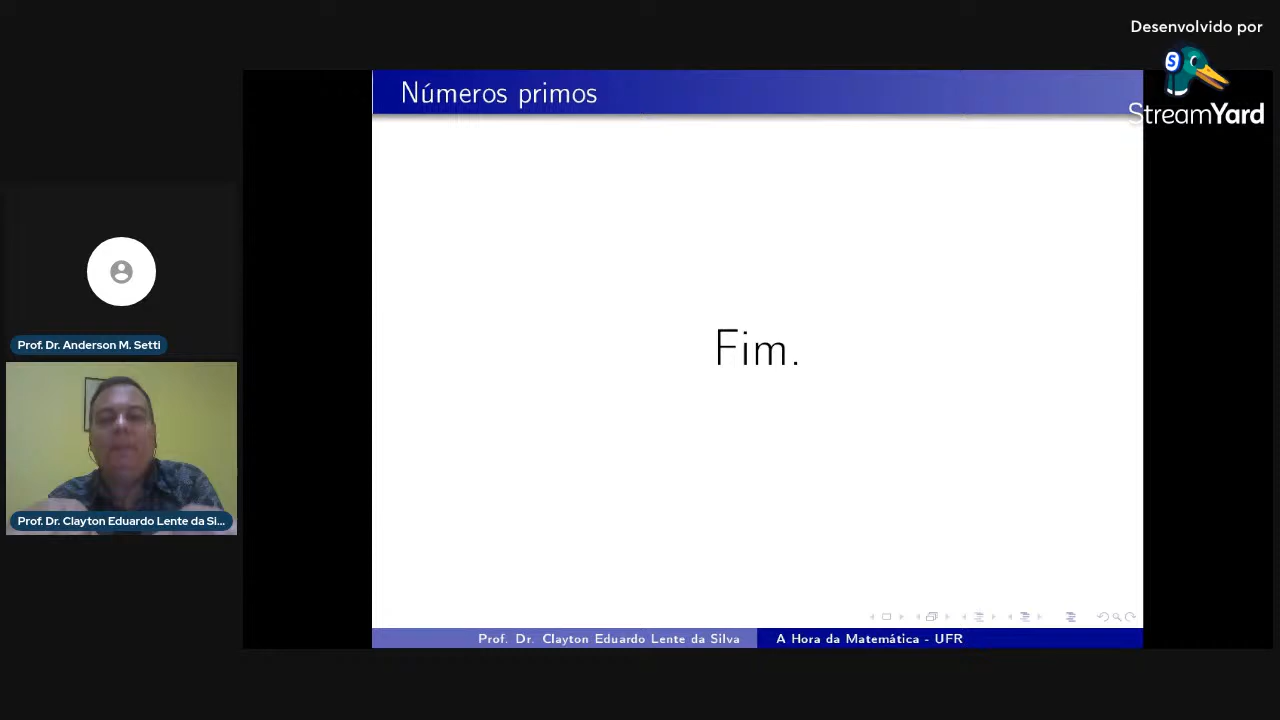 Desenvolvido por
StreamYard
Números primos
Fim.
Prof. Dr. Anderson M. Setti
Prof. Dr. Clayton Eduardo Lente da Si...
Prof. Dr. Clayton Eduardo Lente da Silva
A Hora da Matemática - UFR